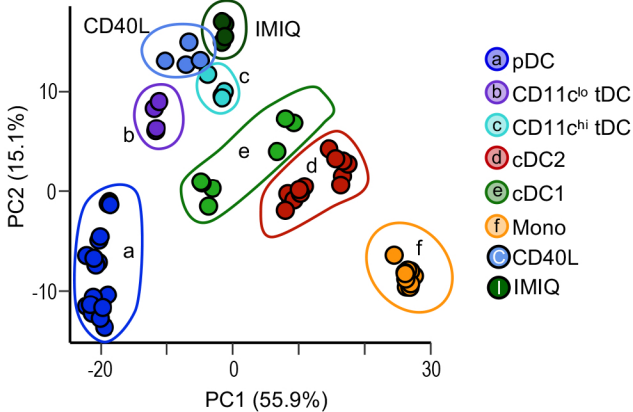 CD40L
IMIQ
c
b
e
d
a
f
10
0
-10
PC2 (15.1%)
-20
0
30
PC1 (55.9%)
a pDC
b CD11cˡᵒ tDC
c CD11cʰⁱ tDC
d cDC2
e cDC1
f Mono
C CD40L
I IMIQ